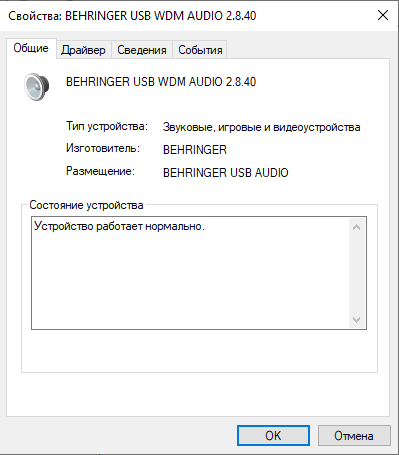 Свойства: BEHRINGER USB WDM AUDIO 2.8.40
Общие Драйвер Сведения События
BEHRINGER USB WDM AUDIO 2.8.40
Тип устройства: Звуковые, игровые и видеоустройства
Изготовитель: BEHRINGER
Размещение: BEHRINGER USB AUDIO
Состояние устройства
Устройство работает нормально.
OK Отмена